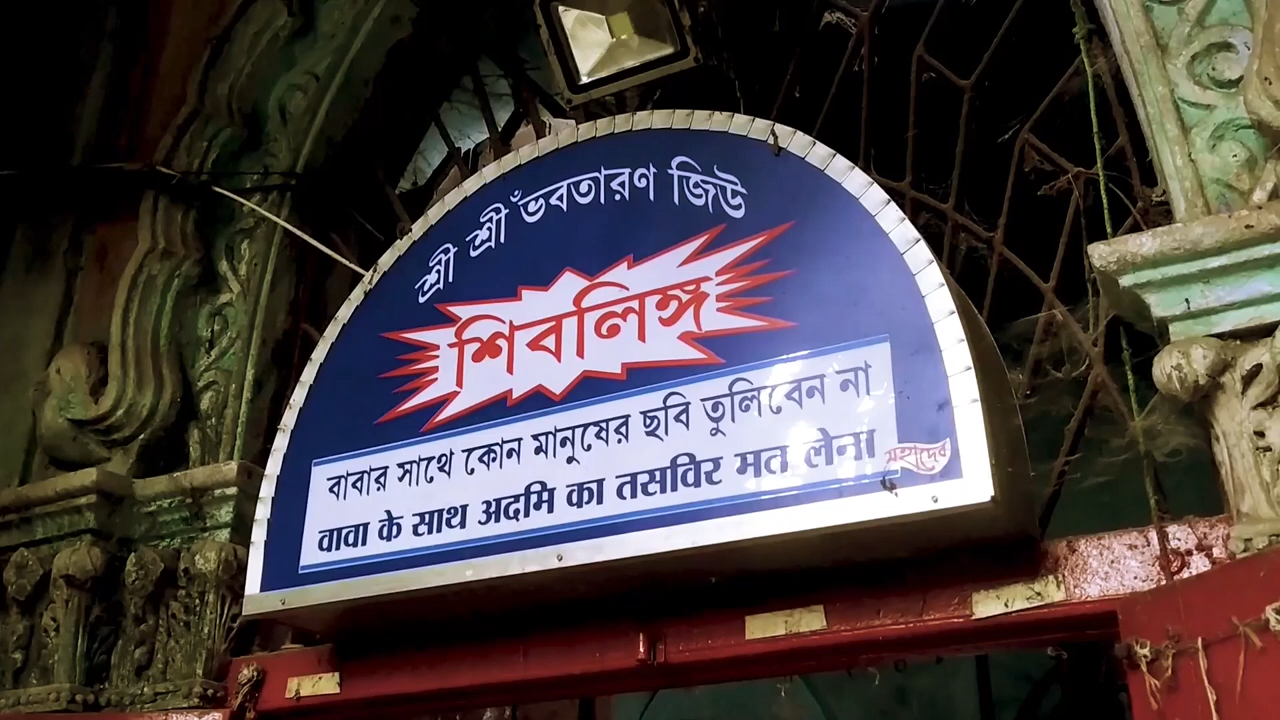 শ্রী শ্রী ঁভবতারণ জিউ
শিবলিঙ্গ
বাবার সাথে কোন মানুষের ছবি তুলিবেন না
वावा के साथ अदमि का तसविर मत लेना
মহাদেব